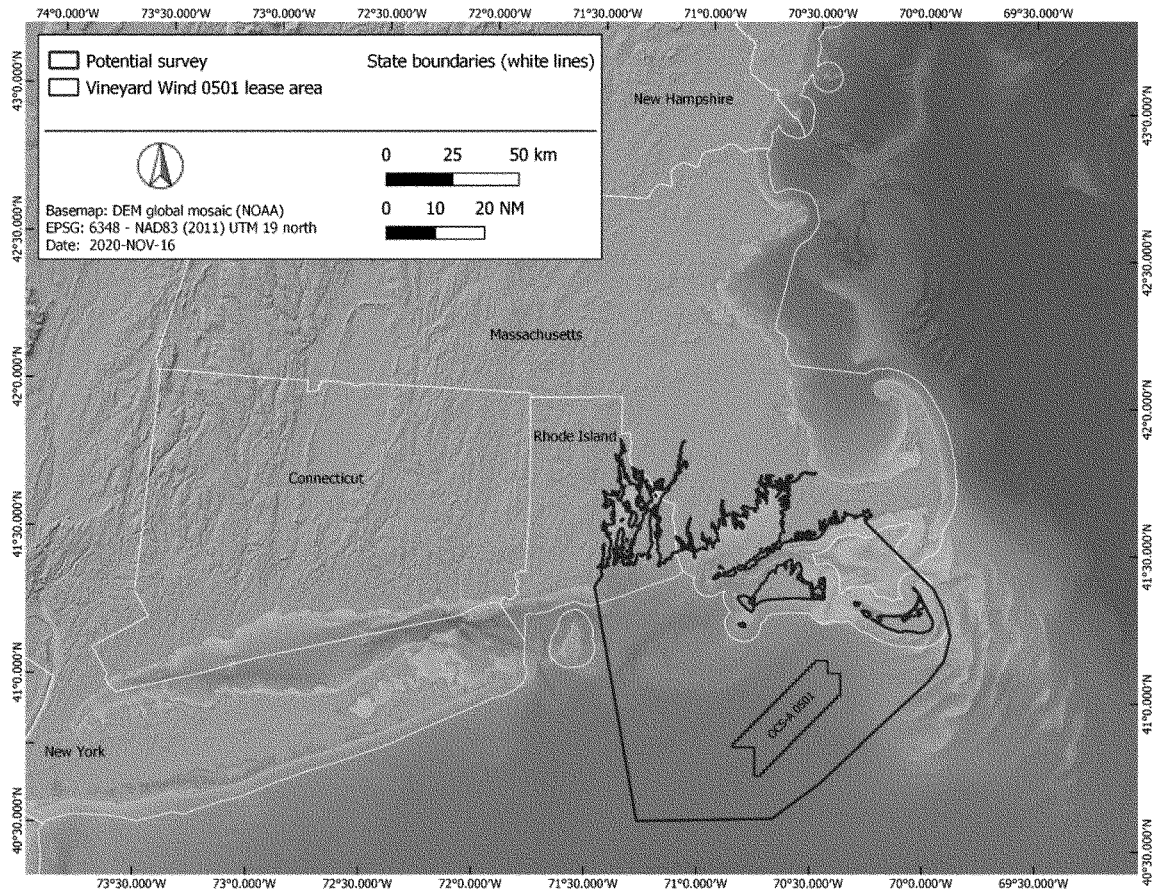 74°0.000'W 73°30.000'W 73°0.000'W 72°30.000'W 72°0.000'W 71°30.000'W 71°0.000'W 70°30.000'W 70°0.000'W 69°30.000'W
Potential survey
State boundaries (white lines)
Vineyard Wind 0501 lease area
0 25 50 km
0 10 20 NM
Basemap: DEM global mosaic (NOAA)
EPSG: 6348 - NAD83 (2011) UTM 19 north
Date: 2020-NOV-16
New Hampshire
Massachusetts
Rhode Island
Connecticut
OCS-A 0501
New York
43°0.000'N
42°30.000'N
42°0.000'N
41°30.000'N
41°0.000'N
40°30.000'N
43°0.000'N
42°30.000'N
42°0.000'N
41°30.000'N
41°0.000'N
40°30.000'N
73°30.000'W 73°0.000'W 72°30.000'W 72°0.000'W 71°30.000'W 71°0.000'W 70°30.000'W 70°0.000'W 69°30.000'W